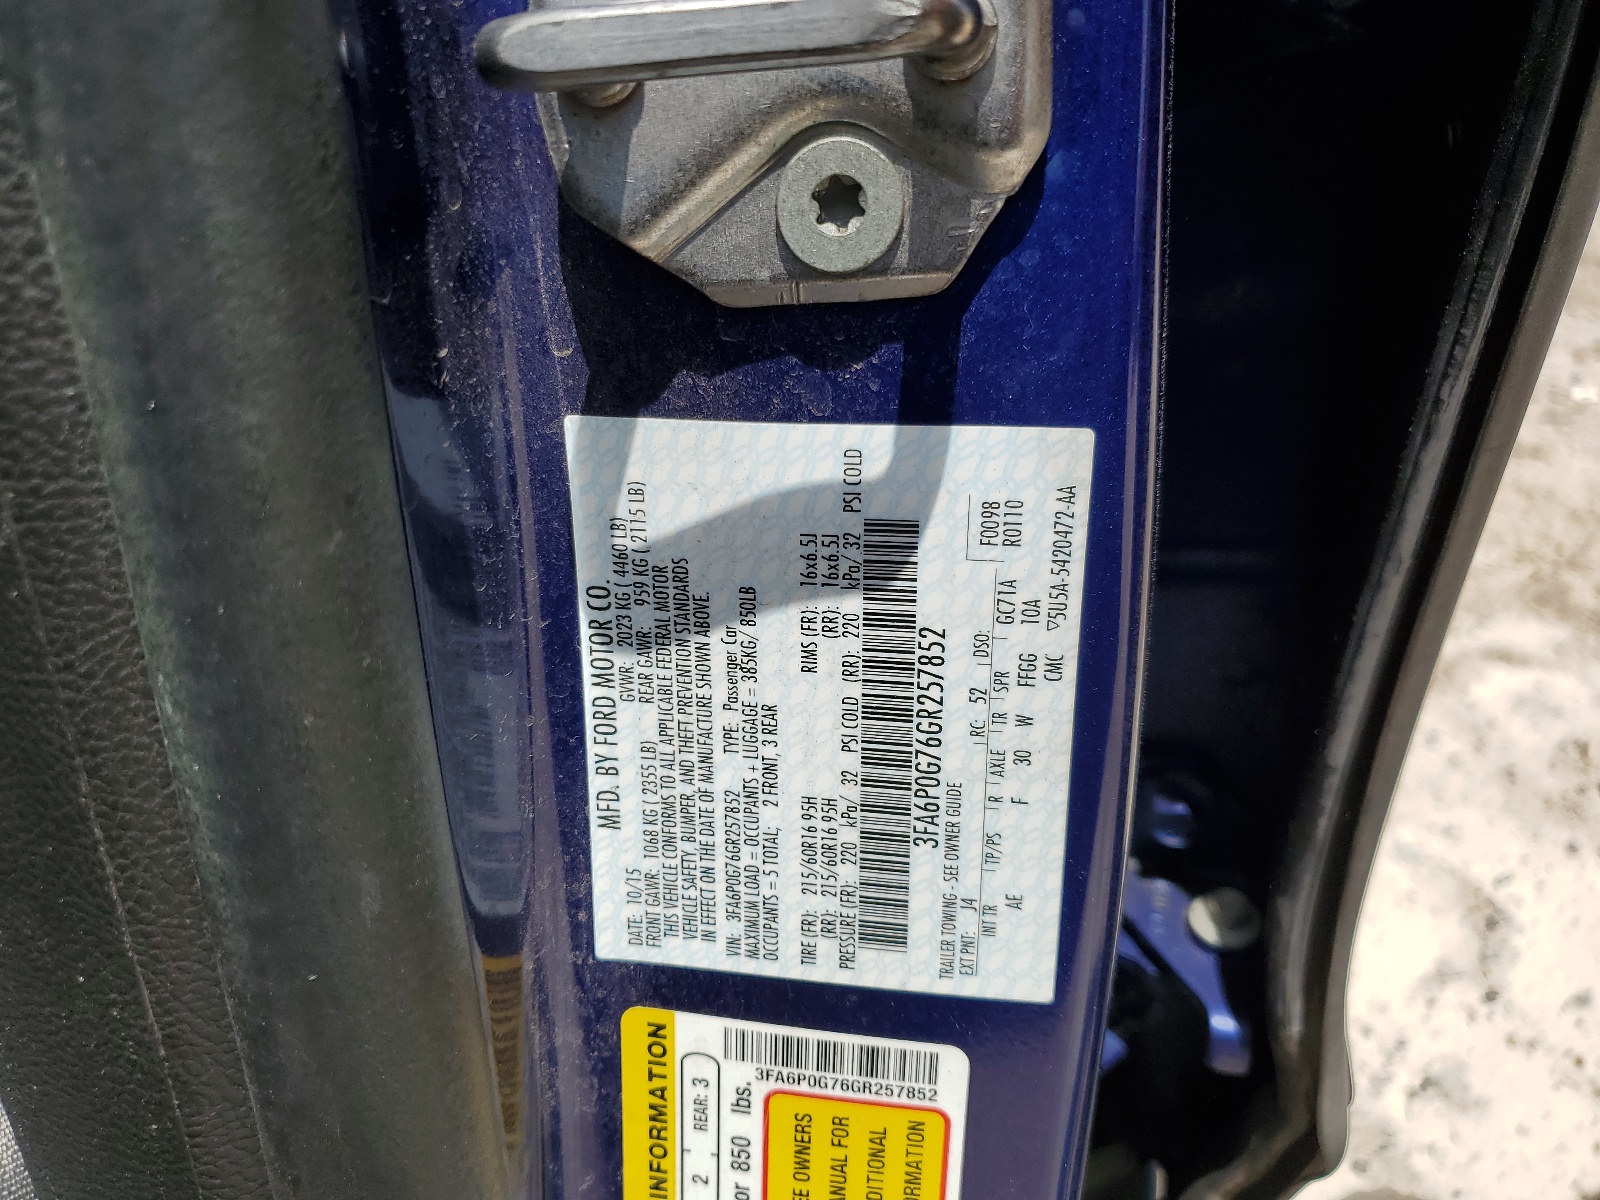 MFD. BY FORD MOTOR CO.
DATE: 10/15 GVWR: 2023 KG ( 4460 LB)
FRONT GAWR: 1068 KG ( 2355 LB) REAR GAWR: 959 KG ( 2115 LB)
THIS VEHICLE CONFORMS TO ALL APPLICABLE FEDERAL MOTOR
VEHICLE SAFETY, BUMPER, AND THEFT PREVENTION STANDARDS
IN EFFECT ON THE DATE OF MANUFACTURE SHOWN ABOVE.
VIN: 3FA6P0G76GR257852 TYPE: Passenger Car
MAXIMUM LOAD = OCCUPANTS + LUGGAGE = 385KG/ 850LB
OCCUPANTS = 5 TOTAL; 2 FRONT, 3 REAR
TIRE (FR): 215/60R16 95H RIMS (FR): 16x6.5J
(RR): 215/60R16 95H (RR): 16x6.5J
PRESSURE (FR): 220 kPa/ 32 PSI COLD (RR): 220 kPa/ 32 PSI COLD
3FA6P0G76GR257852
TRAILER TOWING - SEE OWNER GUIDE
EXT PNT: J4 RC: 52 DSO: F0098
R0110
INT TR TP/PS R AXLE TR SPR GC71A
AE F 30 W FFGG 10A
CMC ▽5U5A-5420472-AA
INFORMATION
2 REAR: 3
or 850 lbs.
3FA6P0G76GR257852
EE OWNERS
ANUAL FOR
DITIONAL
RMATION